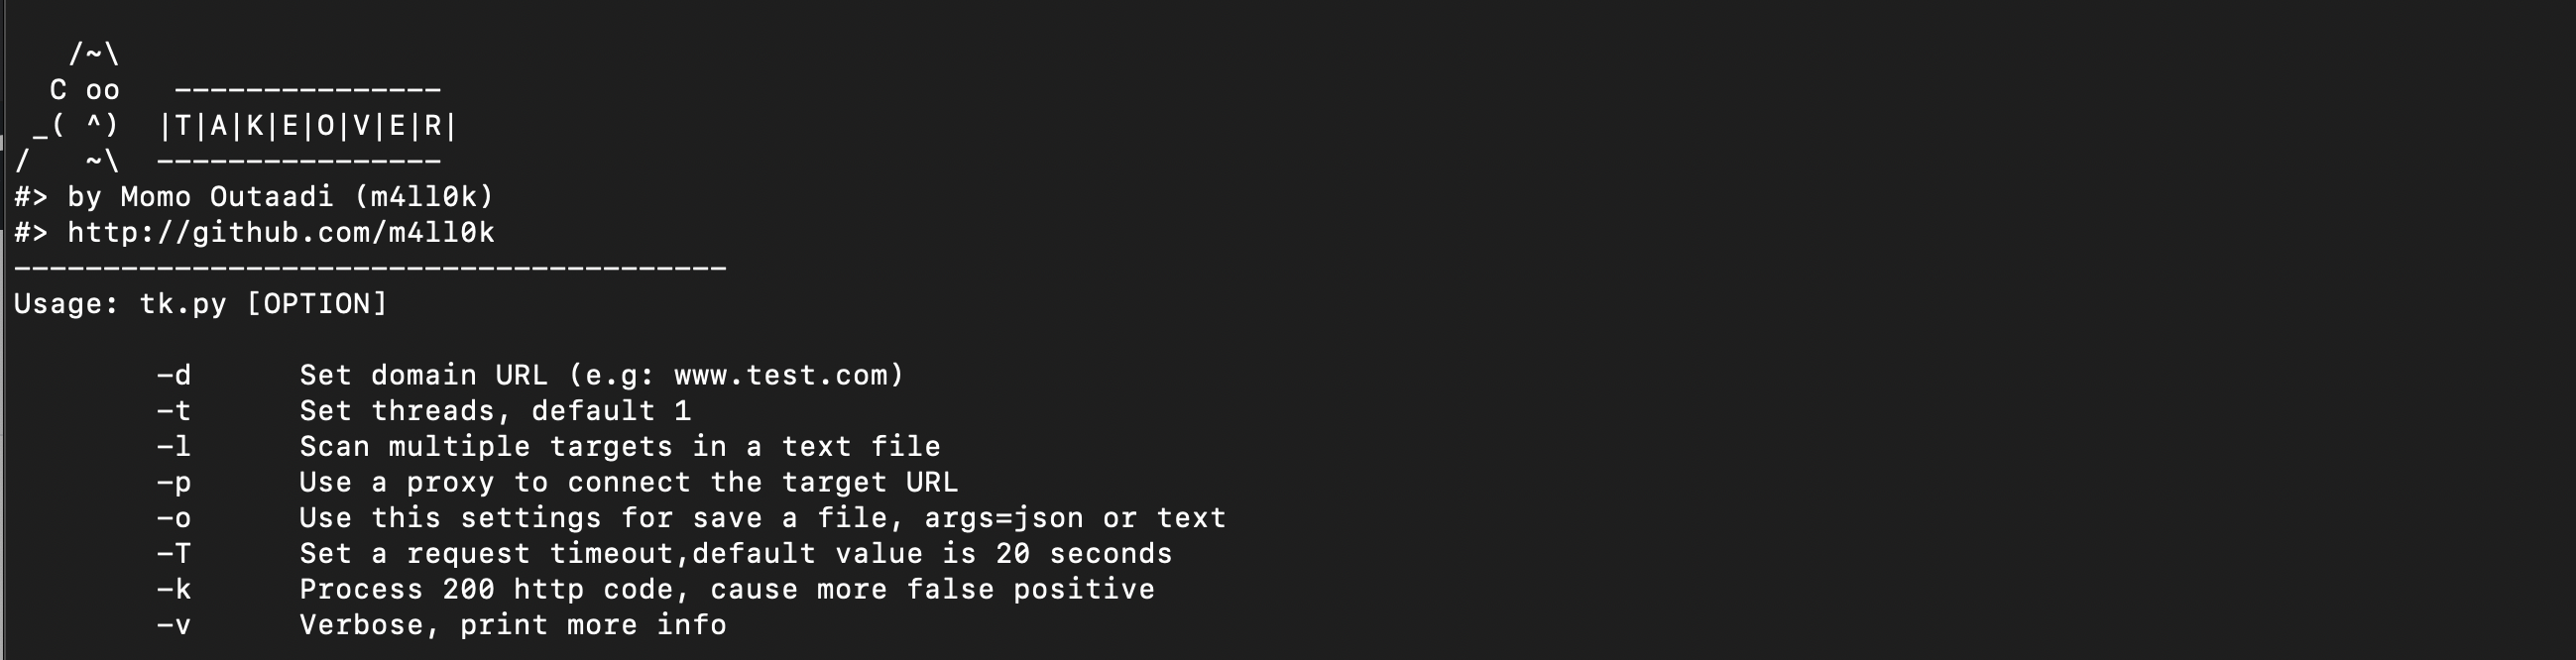 /~\
  C oo   ---------------
 _( ^)  |T|A|K|E|O|V|E|R|
/   ~\  ----------------
#> by Momo Outaadi (m4ll0k)
#> http://github.com/m4ll0k
----------------------------------------
Usage: tk.py [OPTION]

        -d      Set domain URL (e.g: www.test.com)
        -t      Set threads, default 1
        -l      Scan multiple targets in a text file
        -p      Use a proxy to connect the target URL
        -o      Use this settings for save a file, args=json or text
        -T      Set a request timeout,default value is 20 seconds
        -k      Process 200 http code, cause more false positive
        -v      Verbose, print more info